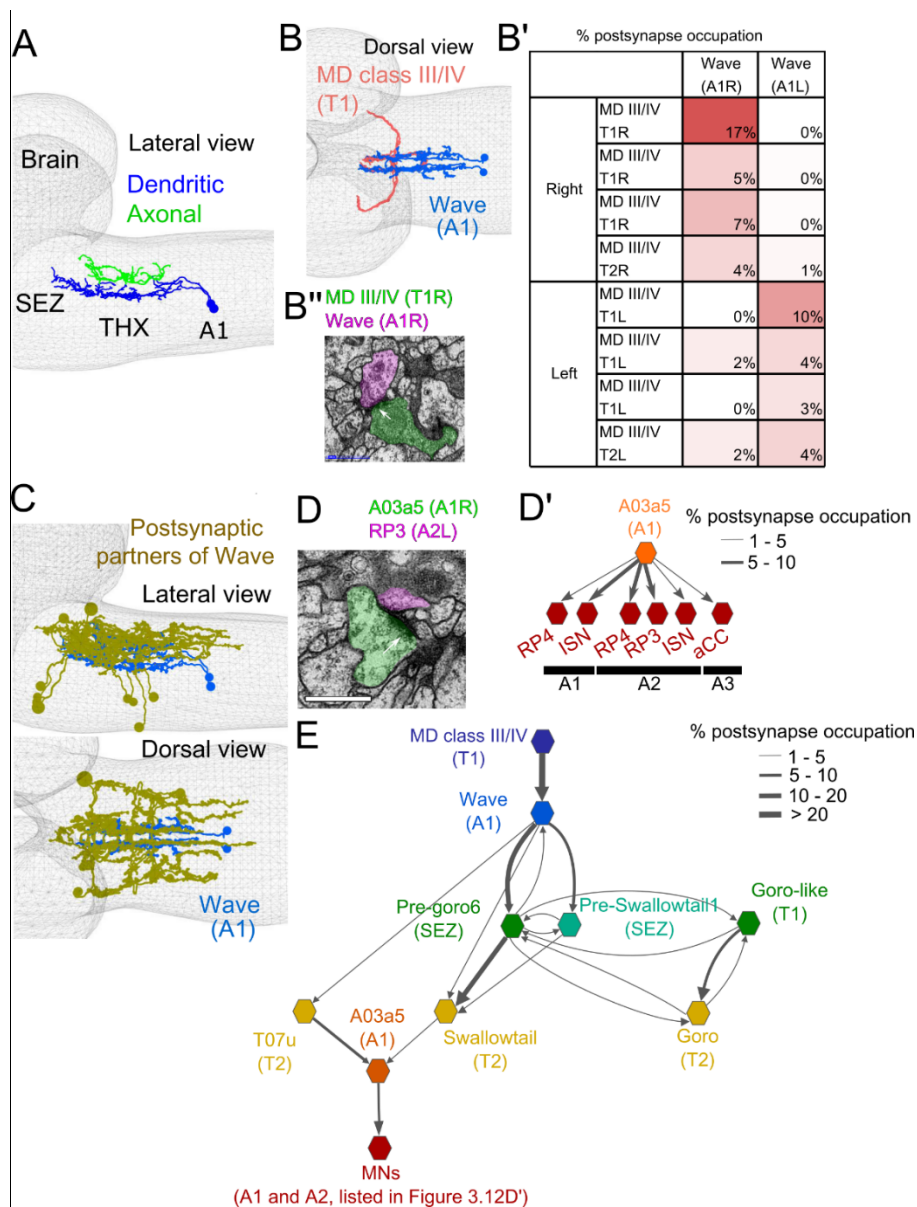 A
Lateral view
Brain
Dendritic
Axonal
SEZ
THX
A1
B
Dorsal view
MD class III/IV
(T1)
Wave
(A1)
B'
% postsynapse occupation
Wave
(A1R)
Wave
(A1L)
Right
MD III/IV
T1R
17%
0%
MD III/IV
T1R
5%
0%
MD III/IV
T1R
7%
0%
MD III/IV
T2R
4%
1%
Left
MD III/IV
T1L
0%
10%
MD III/IV
T1L
2%
4%
MD III/IV
T1L
0%
3%
MD III/IV
T2L
2%
4%
B"
MD III/IV (T1R)
Wave (A1R)
C
Postsynaptic
partners of Wave
Lateral view
Dorsal view
Wave
(A1)
D
A03a5 (A1R)
RP3 (A2L)
D'
A03a5
(A1)
% postsynapse occupation
1 - 5
5 - 10
RP4
ISN
RP4
RP3
ISN
aCC
A1
A2
A3
E
% postsynapse occupation
1 - 5
5 - 10
10 - 20
> 20
MD class III/IV
(T1)
Wave
(A1)
Pre-goro6
(SEZ)
Pre-Swallowtail1
(SEZ)
Goro-like
(T1)
T07u
(T2)
A03a5
(A1)
Swallowtail
(T2)
Goro
(T2)
MNs
(A1 and A2, listed in Figure 3.12D')